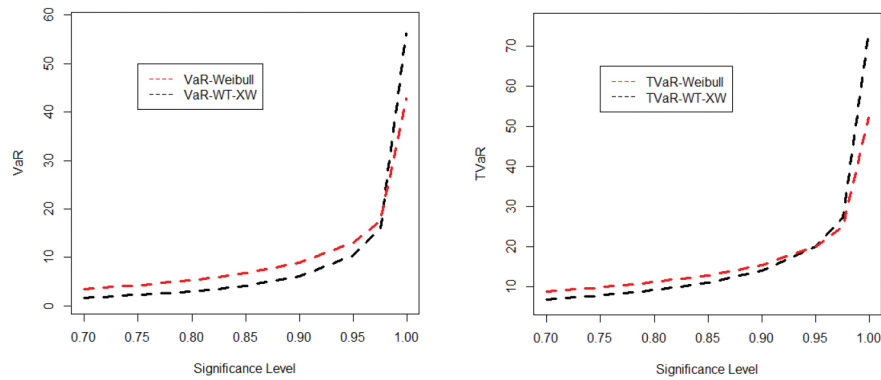 60
50
40
30
20
10
0
VaR
VaR-Weibull
VaR-WT-XW
0.70 0.75 0.80 0.85 0.90 0.95 1.00
Significance Level
70
60
50
40
30
20
10
TVaR
TVaR-Weibull
TVaR-WT-XW
0.70 0.75 0.80 0.85 0.90 0.95 1.00
Significance Level